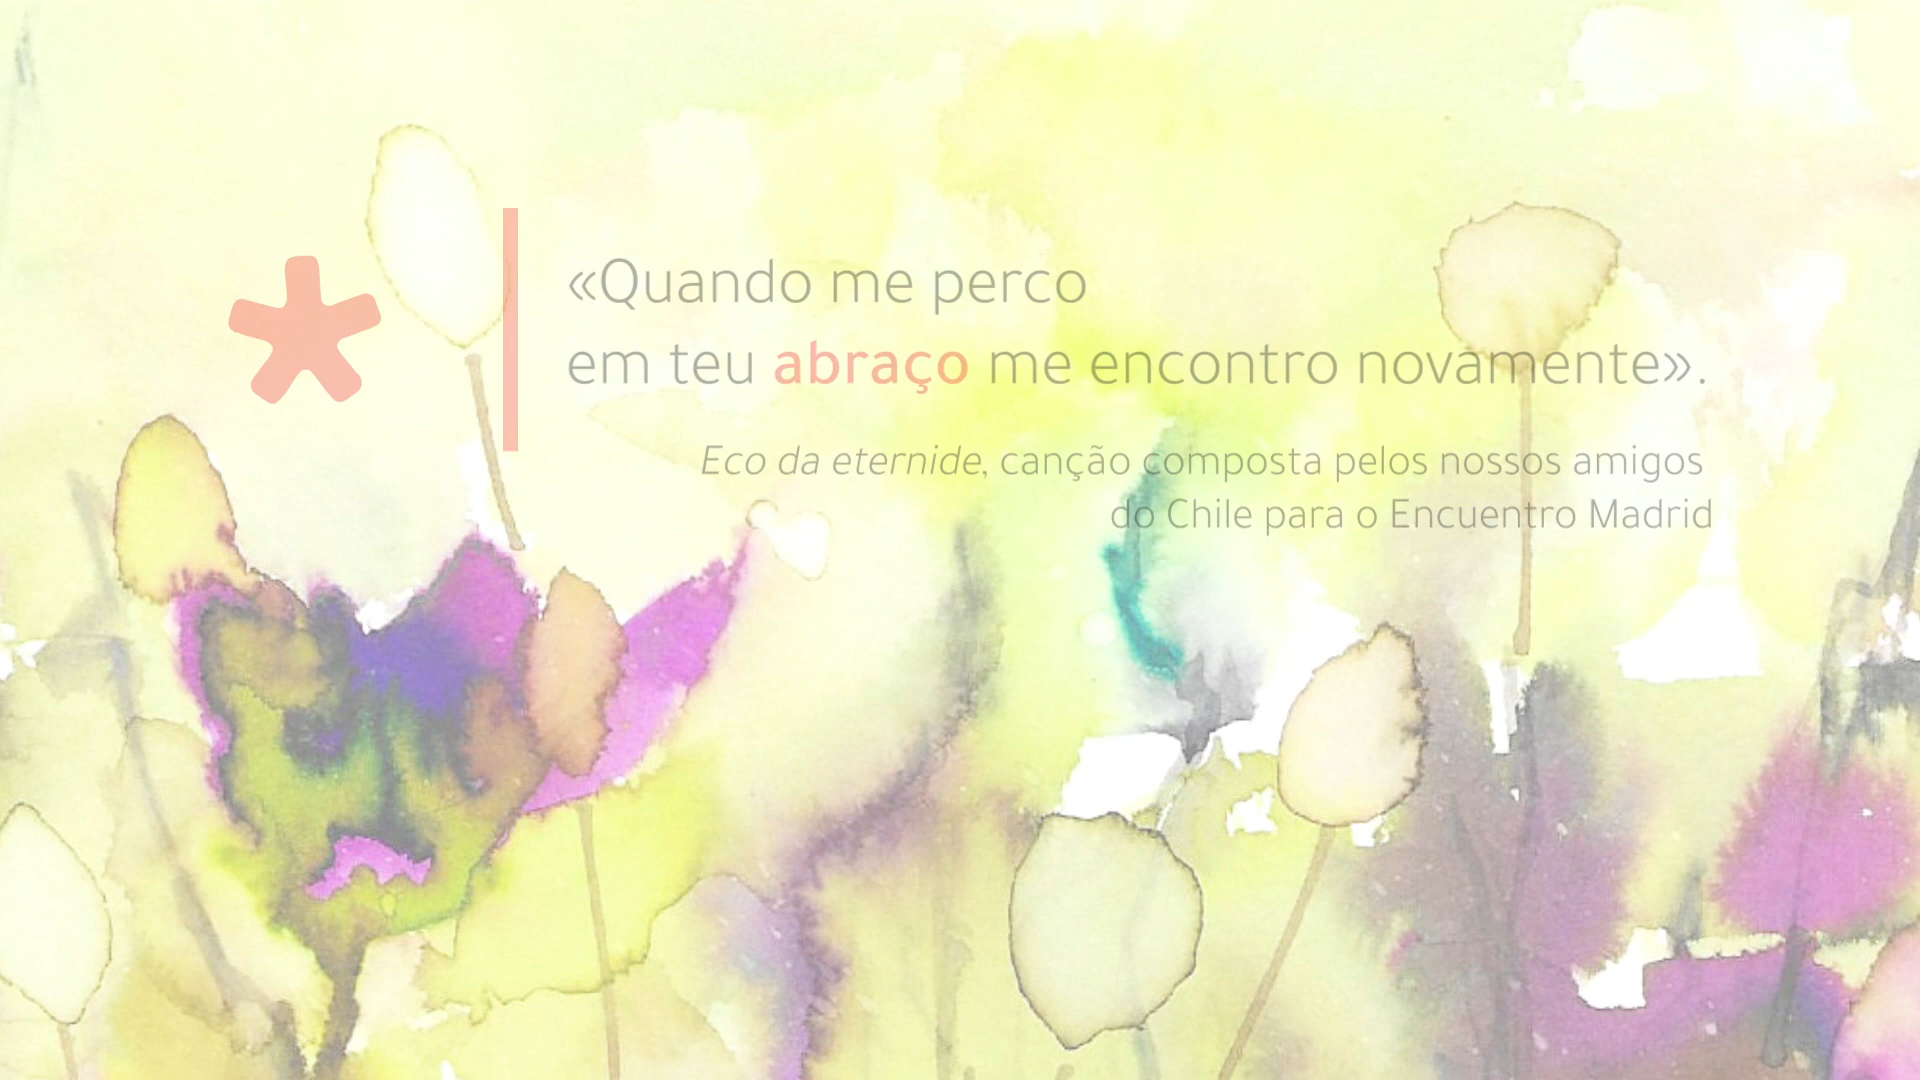 «Quando me perco
em teu abraço me encontro novamente».
Eco da eternide, canção composta pelos nossos amigos
do Chile para o Encuentro Madrid